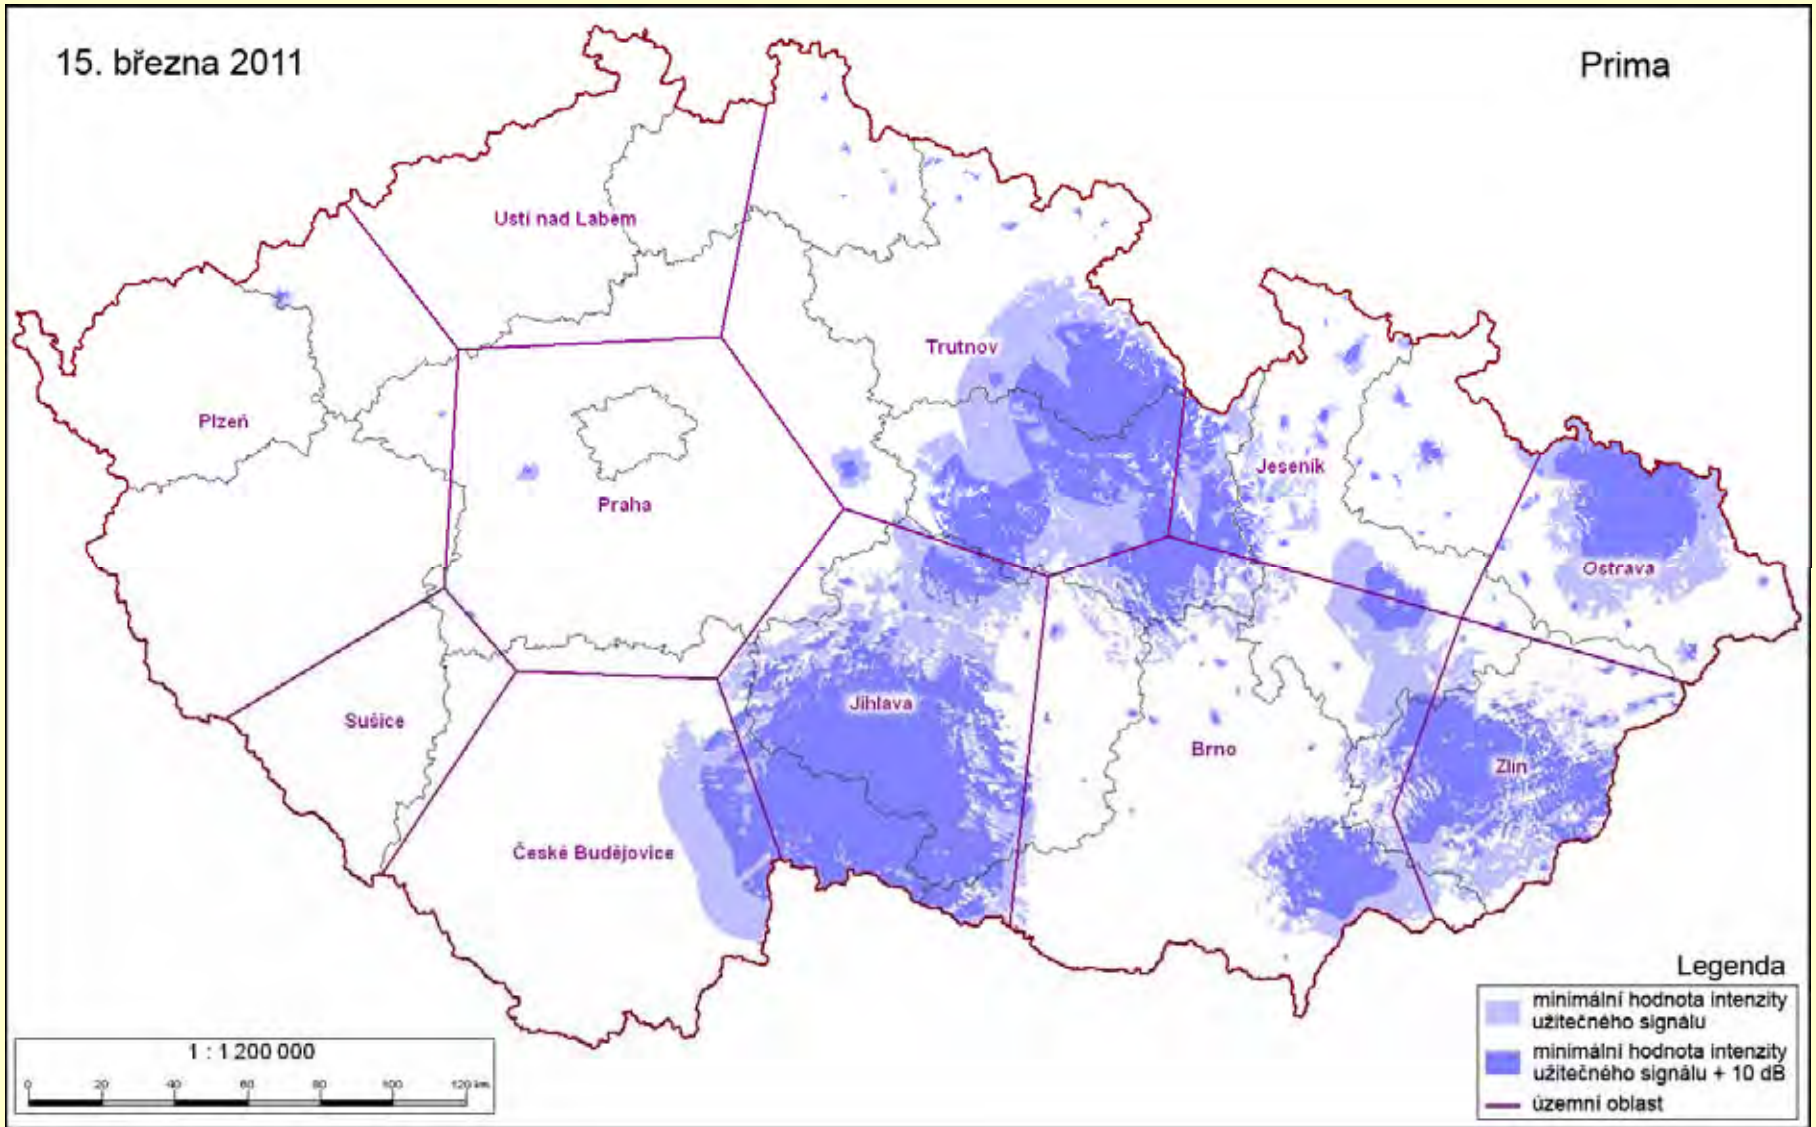 15. března 2011
Prima
Ustí nad Labem
Trutnov
Plzeň
Jeseník
Praha
Ostrava
Jihlava
Sušice
Brno
Zlín
České Budějovice
Legenda
minimální hodnota intenzity
užitečného signálu
minimální hodnota intenzity
užitečného signálu + 10 dB
územní oblast
1 : 1 200 000
0 20 40 60 80 100 120 km